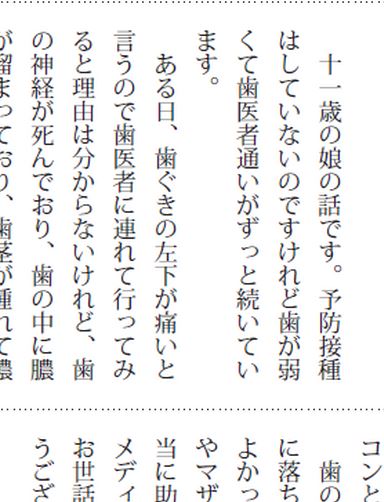 十一歳の娘の話です。予防接種
はしていないのですけれど歯が弱
くて歯医者通いがずっと続いてい
ます。
　ある日、歯ぐきの左下が痛いと
言うので歯医者に連れて行ってみ
ると理由は分からないけれど、歯
の神経が死んでおり、歯の中に膿
が溜まっており、歯茎が腫れて膿
コンと
　歯の
に落ち
よかっ
やマザ
当に助
メディ
お世話
うござ